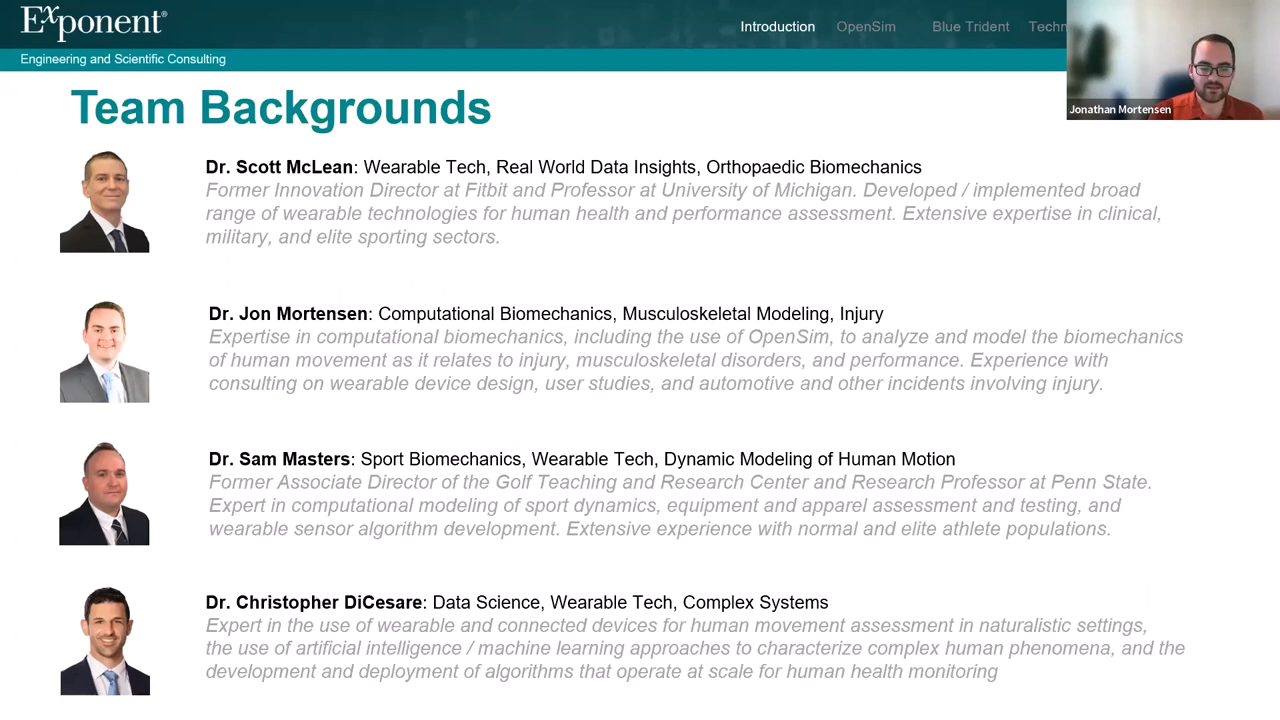 Exponent®
Introduction OpenSim Blue Trident Techn
Engineering and Scientific Consulting
Jonathan Mortensen
Team Backgrounds
Dr. Scott McLean: Wearable Tech, Real World Data Insights, Orthopaedic Biomechanics
Former Innovation Director at Fitbit and Professor at University of Michigan. Developed / implemented broad
range of wearable technologies for human health and performance assessment. Extensive expertise in clinical,
military, and elite sporting sectors.
Dr. Jon Mortensen: Computational Biomechanics, Musculoskeletal Modeling, Injury
Expertise in computational biomechanics, including the use of OpenSim, to analyze and model the biomechanics
of human movement as it relates to injury, musculoskeletal disorders, and performance. Experience with
consulting on wearable device design, user studies, and automotive and other incidents involving injury.
Dr. Sam Masters: Sport Biomechanics, Wearable Tech, Dynamic Modeling of Human Motion
Former Associate Director of the Golf Teaching and Research Center and Research Professor at Penn State.
Expert in computational modeling of sport dynamics, equipment and apparel assessment and testing, and
wearable sensor algorithm development. Extensive experience with normal and elite athlete populations.
Dr. Christopher DiCesare: Data Science, Wearable Tech, Complex Systems
Expert in the use of wearable and connected devices for human movement assessment in naturalistic settings,
the use of artificial intelligence / machine learning approaches to characterize complex human phenomena, and the
development and deployment of algorithms that operate at scale for human health monitoring